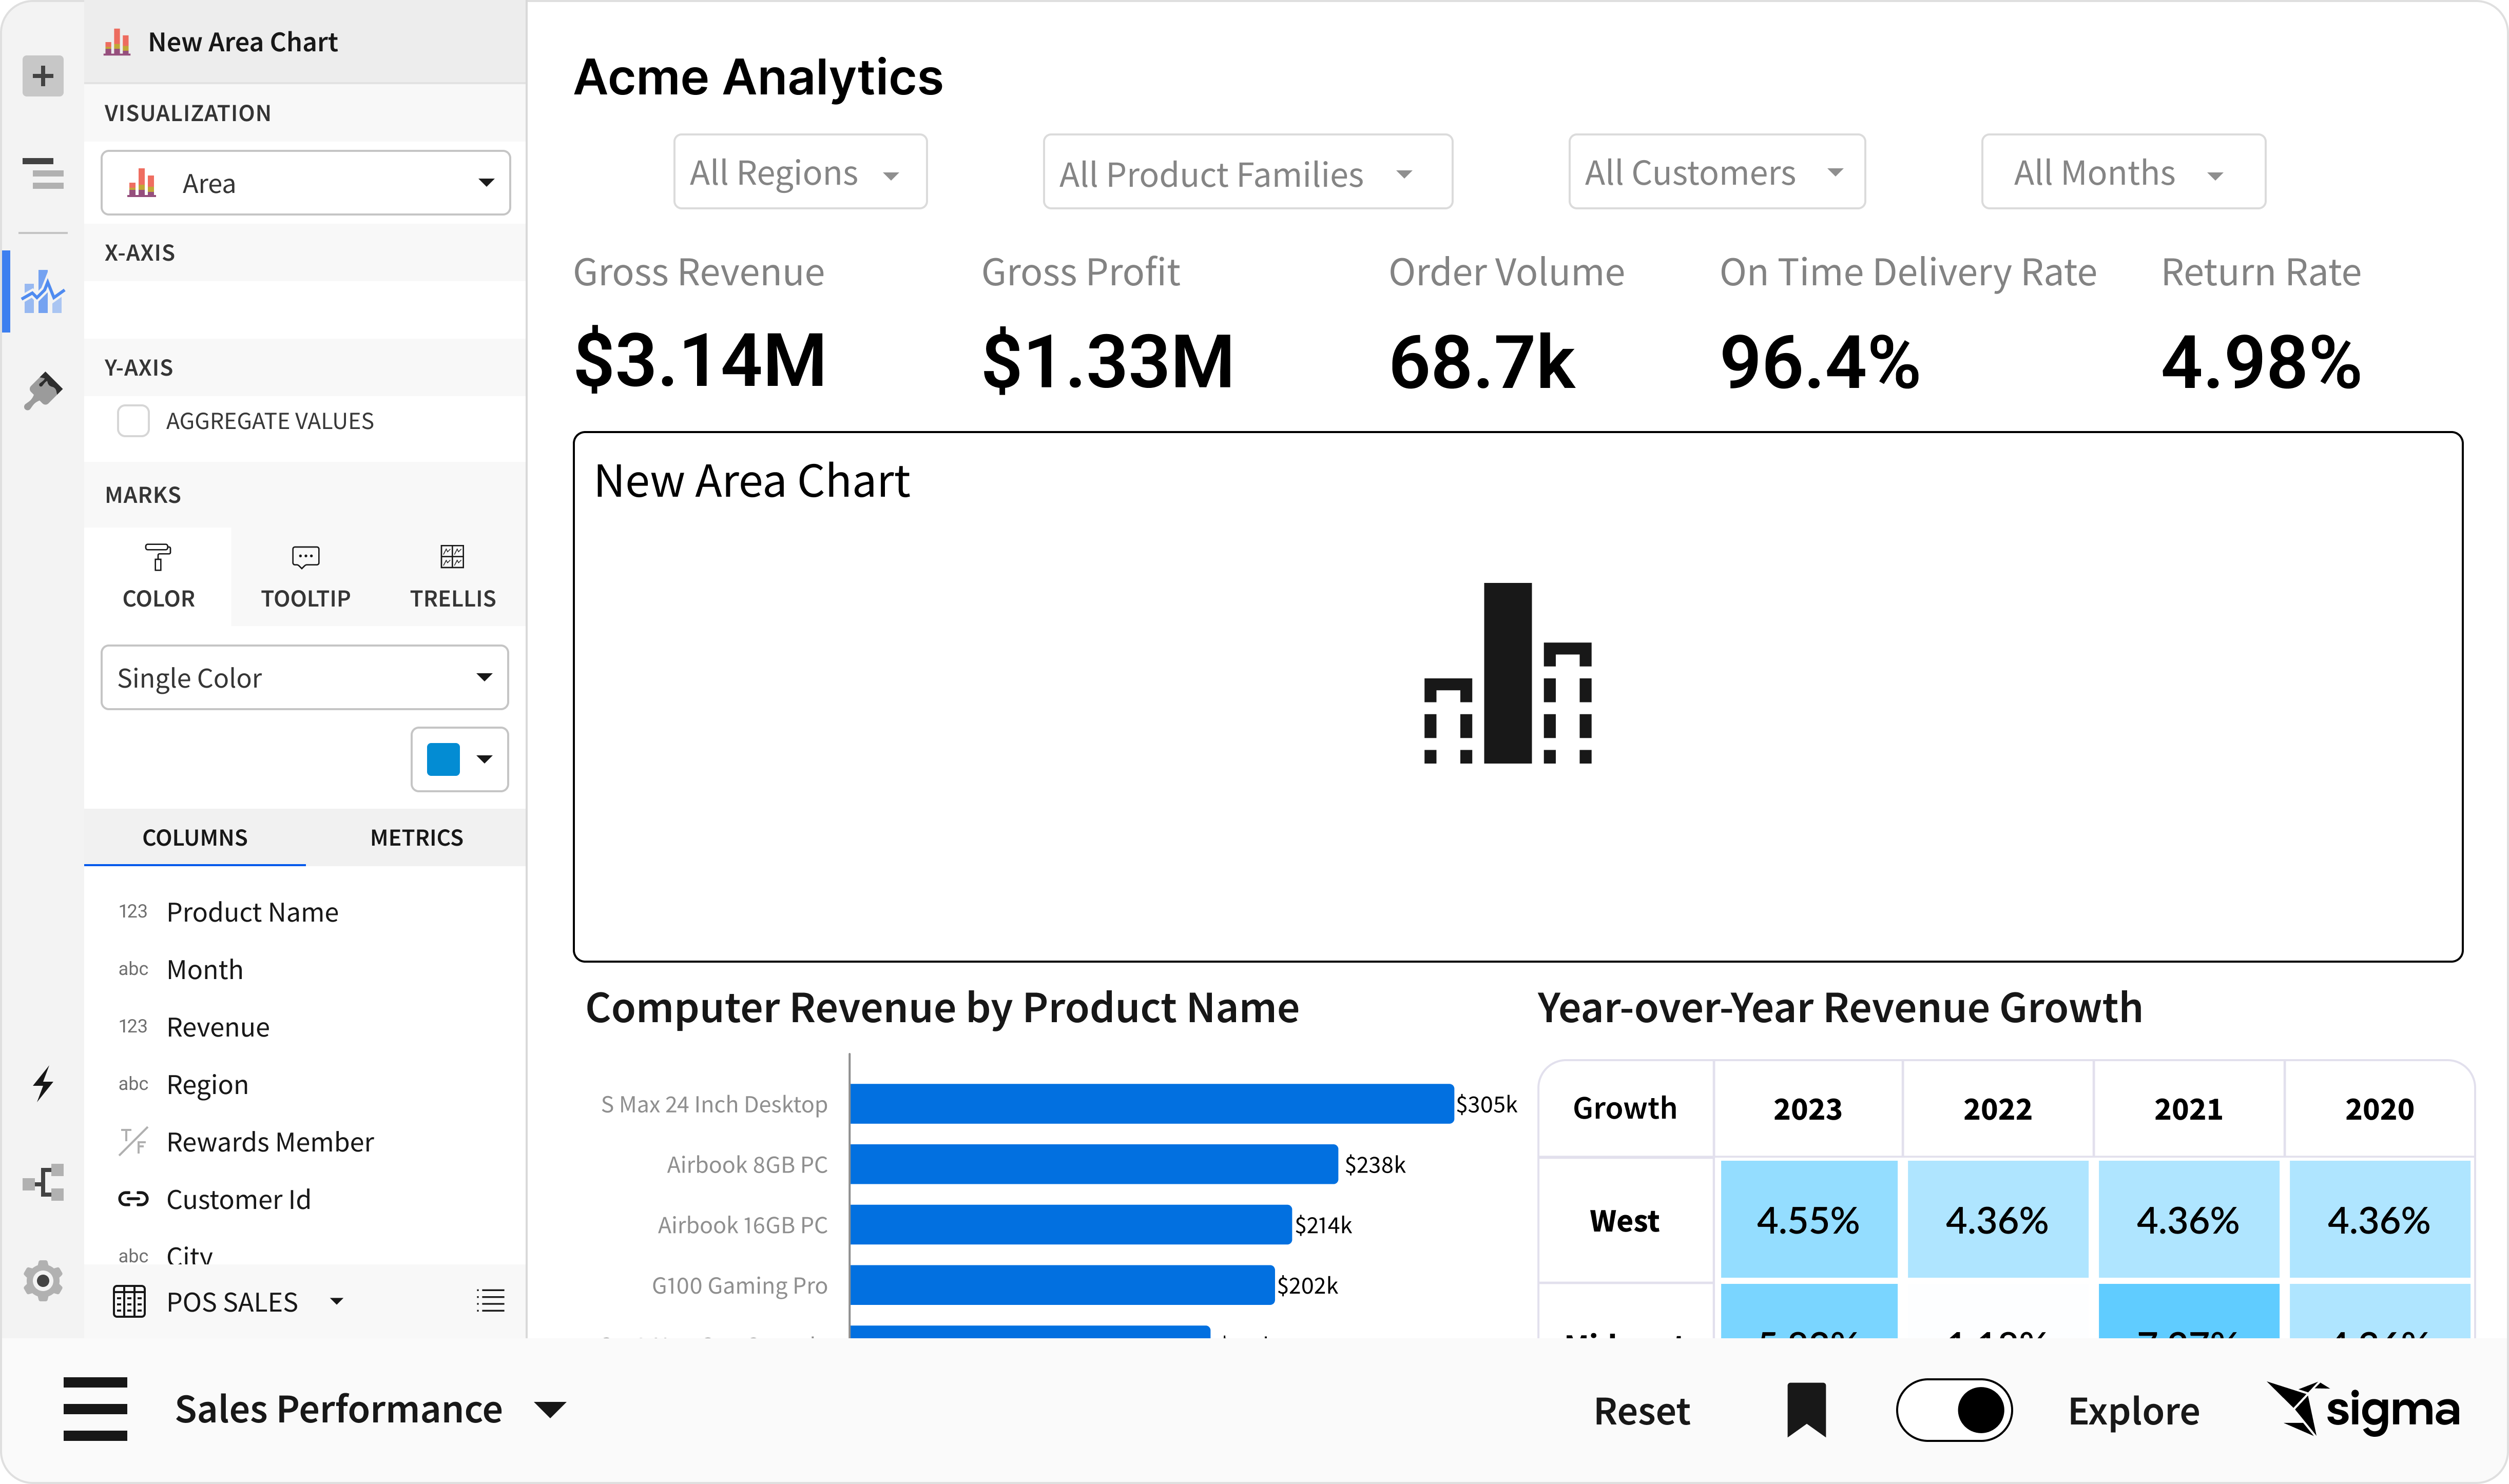 New Area Chart
VISUALIZATION
Area
X-AXIS
Y-AXIS
AGGREGATE VALUES
MARKS
COLOR TOOLTIP TRELLIS
Single Color
COLUMNS METRICS
123 Product Name
abc Month
123 Revenue
abc Region
T/F Rewards Member
Customer Id
abc City
POS SALES
Acme Analytics
All Regions All Product Families All Customers All Months
Gross Revenue Gross Profit Order Volume On Time Delivery Rate Return Rate
$3.14M $1.33M 68.7k 96.4% 4.98%
New Area Chart
Computer Revenue by Product Name
S Max 24 Inch Desktop $305k
Airbook 8GB PC $238k
Airbook 16GB PC $214k
G100 Gaming Pro $202k
Year-over-Year Revenue Growth
Growth 2023 2022 2021 2020
West 4.55% 4.36% 4.36% 4.36%
Sales Performance
Reset
Explore
sigma